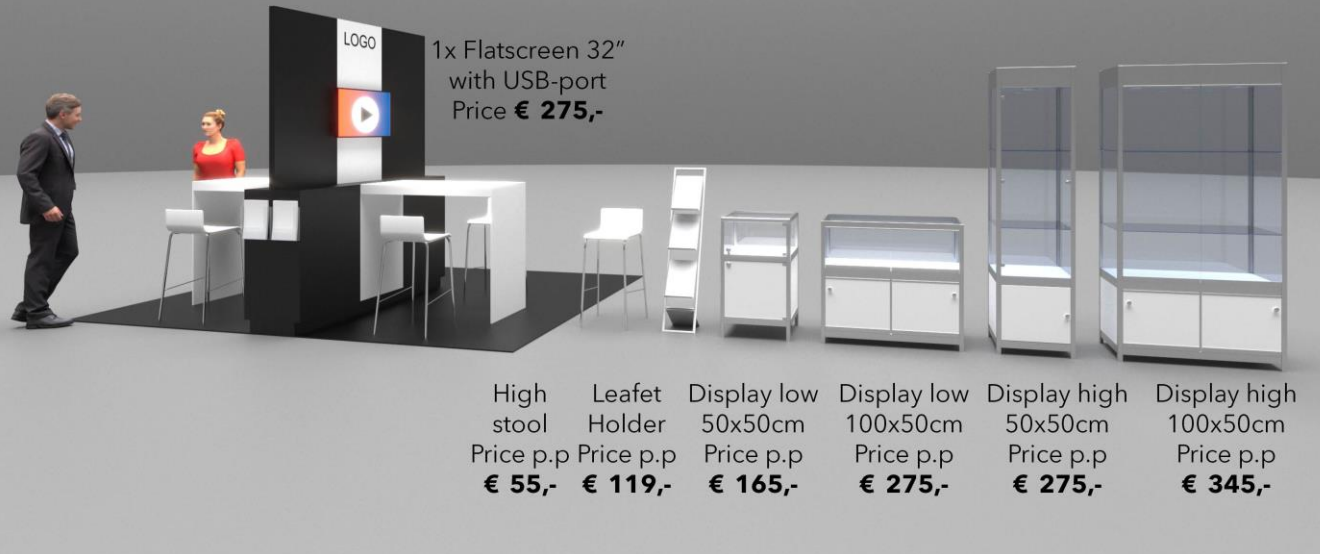 LOGO
1x Flatscreen 32”
with USB-port
Price € 275,-
High
stool
Price p.p
€ 55,-
Leafet
Holder
Price p.p
€ 119,-
Display low
50x50cm
Price p.p
€ 165,-
Display low
100x50cm
Price p.p
€ 275,-
Display high
50x50cm
Price p.p
€ 275,-
Display high
100x50cm
Price p.p
€ 345,-